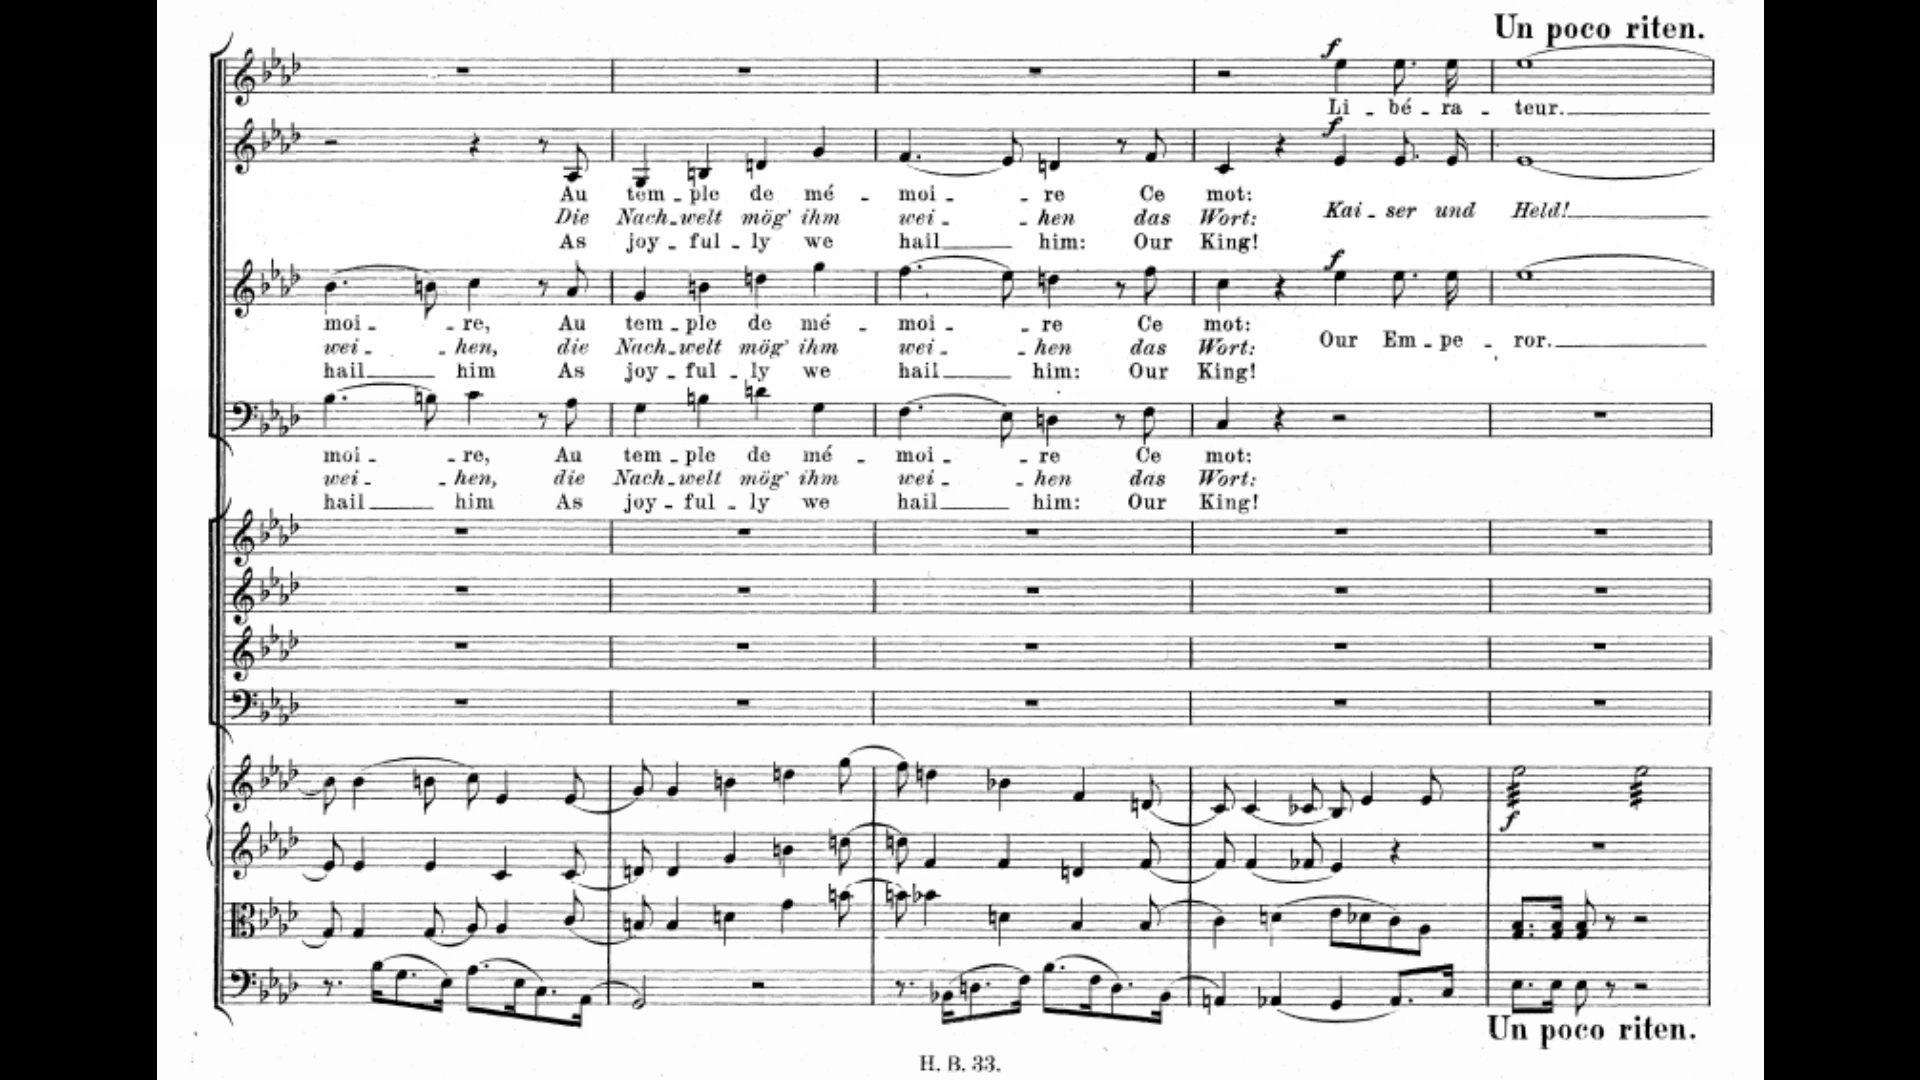 Un poco riten.
f
Li - bé - ra - teur.
f
Au tem - ple de mé - moi - - re Ce mot:
Die Nach - welt mög' ihm wei - - hen das Wort: Kai - ser und Held!
As joy - ful - ly we hail him: Our King!
f
moi - - re, Au tem - ple de mé - moi - - re Ce mot:
wei - - hen, die Nach - welt mög' ihm wei - - hen das Wort: Our Em - pe - ror.
hail him As joy - ful - ly we hail him: Our King!
moi - - re, Au tem - ple de mé - moi - - re Ce mot:
wei - - hen, die Nach - welt mög' ihm wei - - hen das Wort:
hail him As joy - ful - ly we hail him: Our King!
f
Un poco riten.
H. B. 33.